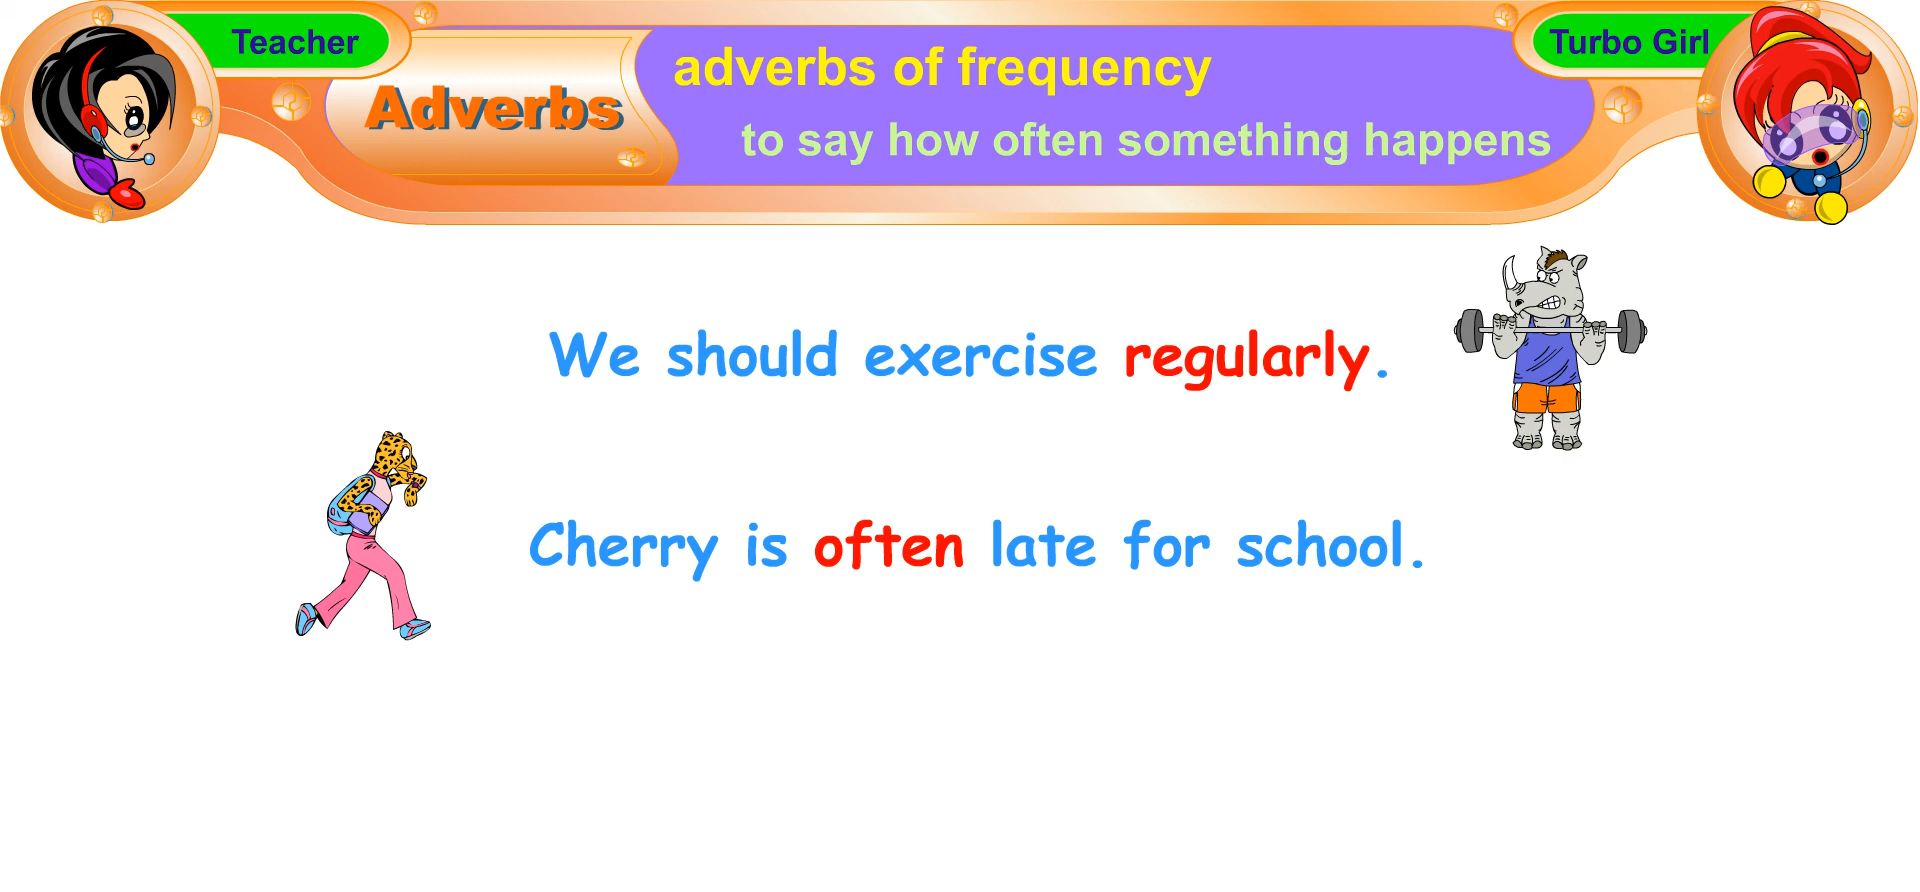 Teacher
Turbo Girl
Adverbs
adverbs of frequency
to say how often something happens
We should exercise regularly.
Cherry is often late for school.